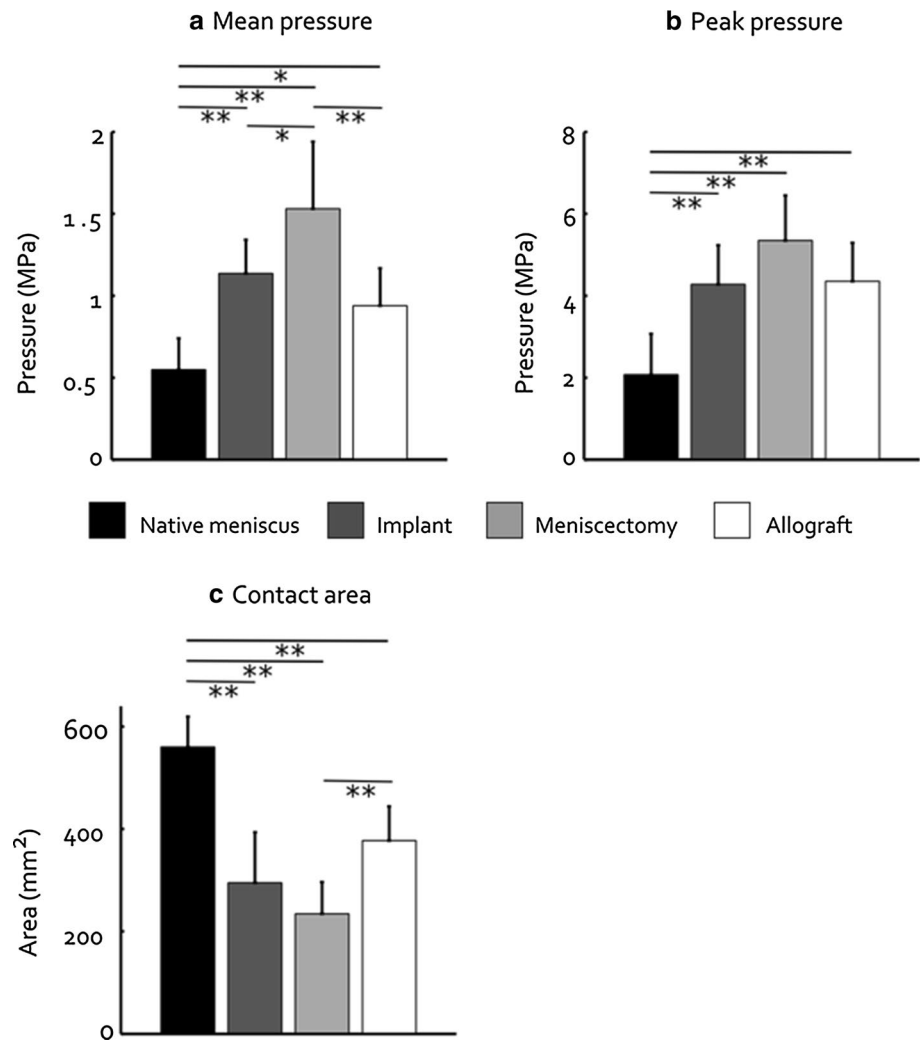 a Mean pressure
*
**
**
**
*
2
1.5
1
0.5
0
Pressure (MPa)
b Peak pressure
**
**
**
8
6
4
2
0
Pressure (MPa)
Native meniscus
Implant
Meniscectomy
Allograft
c Contact area
**
**
**
**
600
400
200
0
Area (mm²)